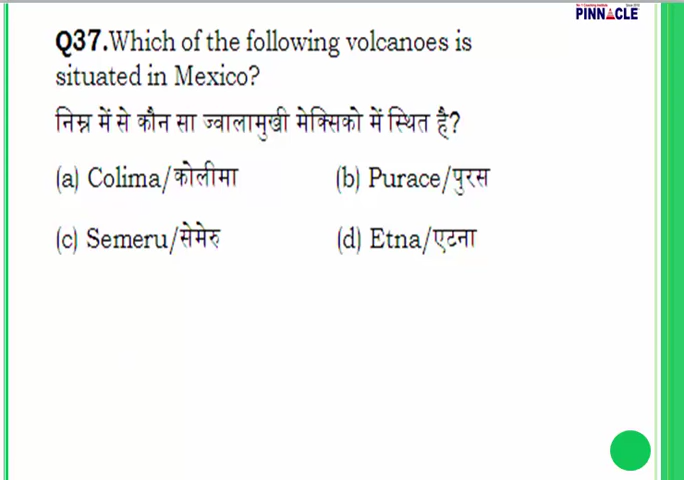 PINNACLE
Q37.Which of the following volcanoes is
situated in Mexico?
निम्न में से कौन सा ज्वालामुखी मेक्सिको में स्थित है?
(a) Colima/कोलीमा (b) Purace/पुरस
(c) Semeru/सेमेरु (d) Etna/एटना